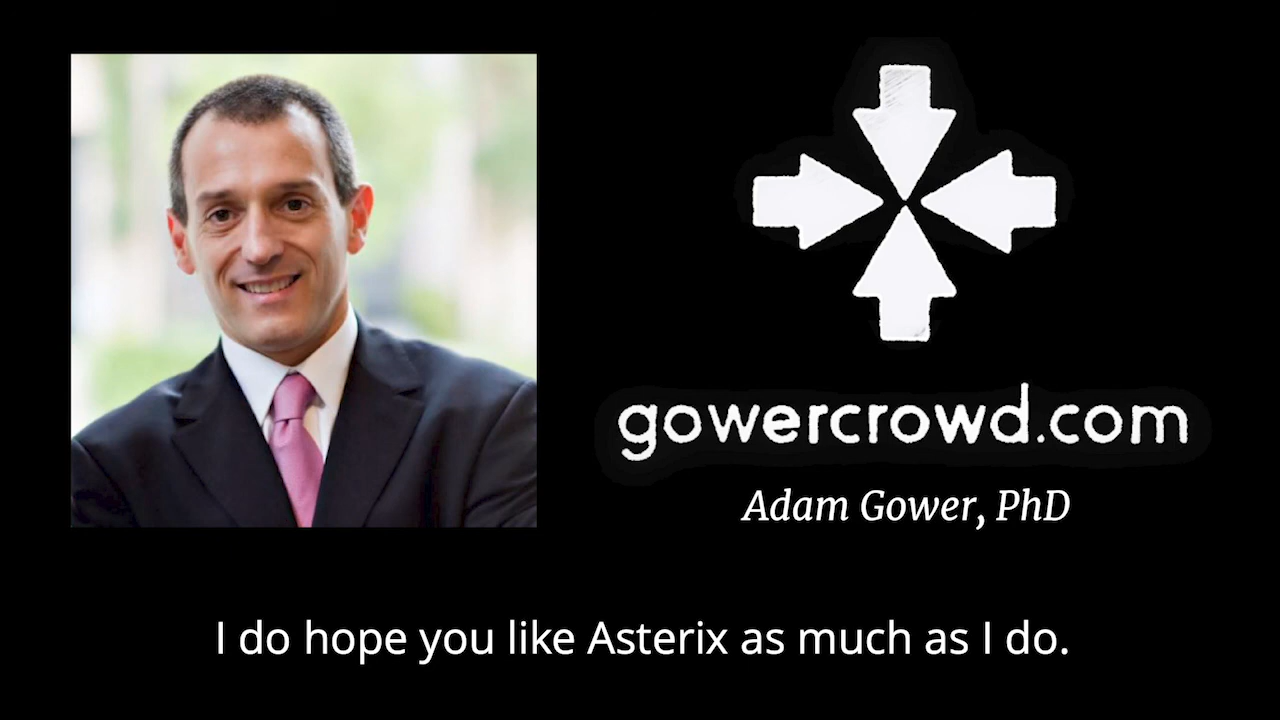 gowercrowd.com
Adam Gower, PhD
I do hope you like Asterix as much as I do.